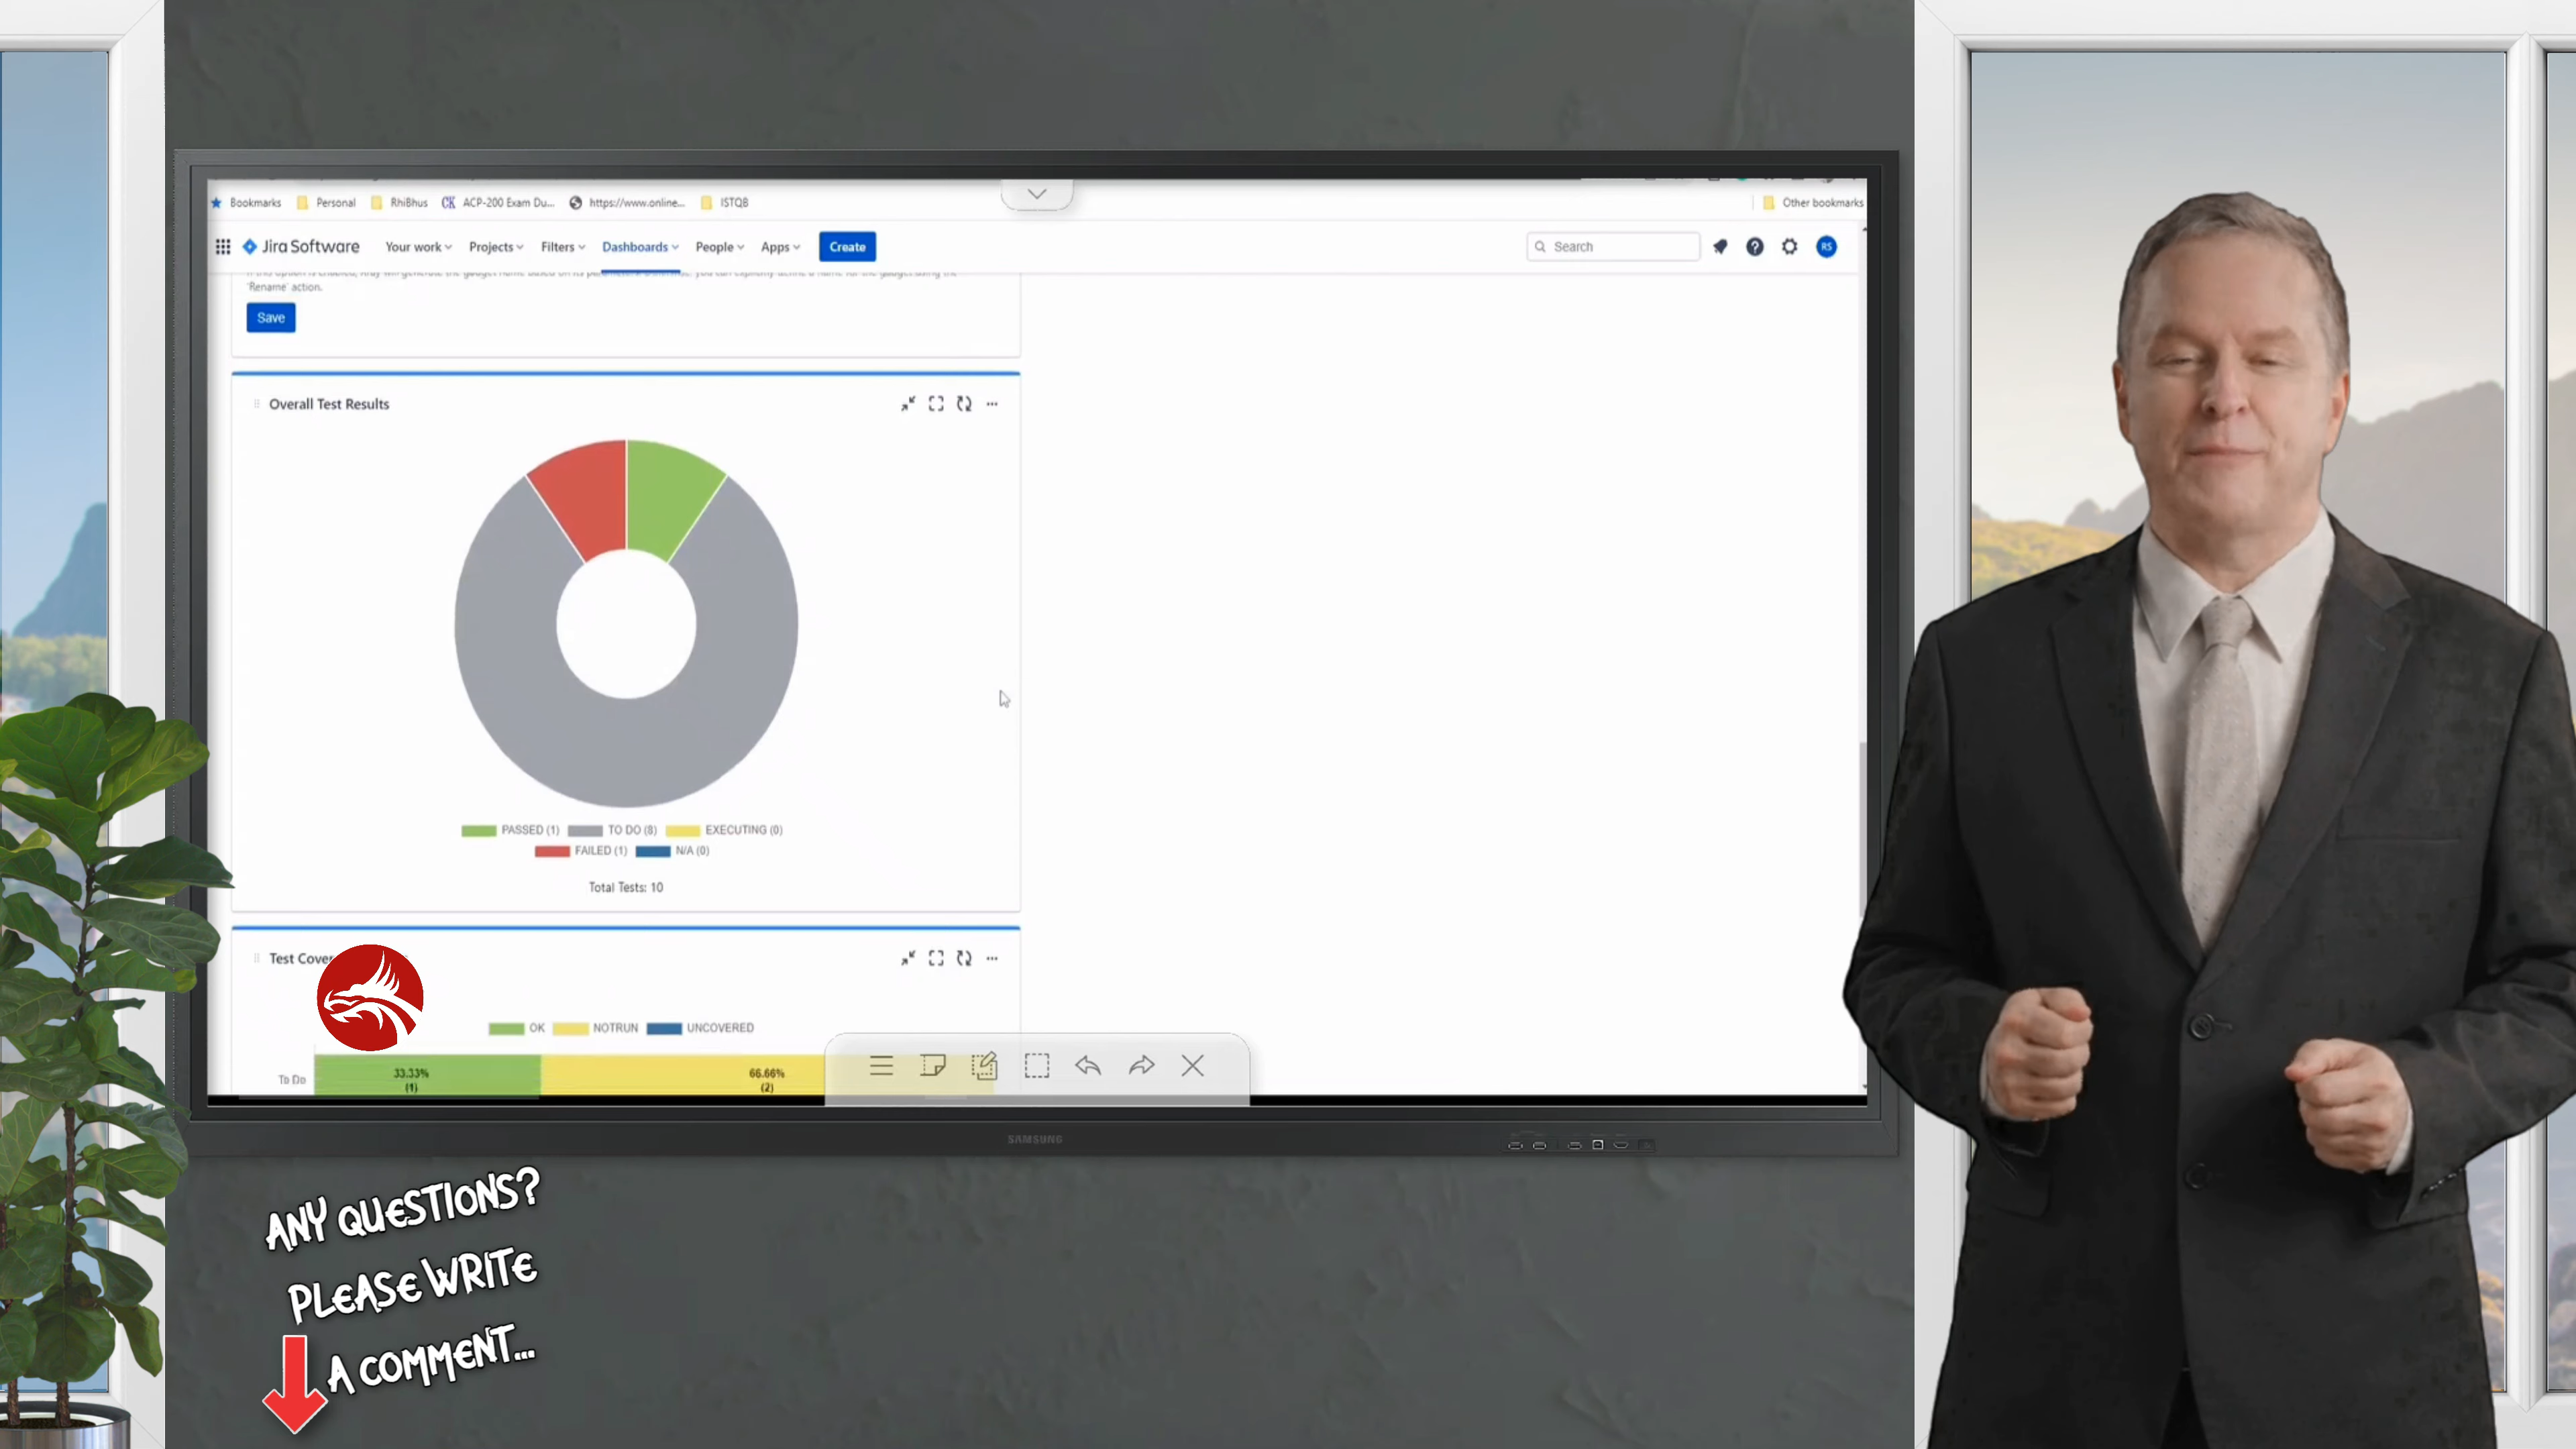 Bookmarks Personal RhiBhus CK ACP-200 Exam Du... https://www.online... ISTQB Other bookmarks
Jira Software Your work Projects Filters Dashboards People Apps Create Search RS
'Rename' action.
Save
Overall Test Results
PASSED (1) TO DO (8) EXECUTING (0)
FAILED (1) N/A (0)
Total Tests: 10
Test Cover
OK NOTRUN UNCOVERED
To Do 33.33% 66.66%
(1) (2)
SAMSUNG
ANY QUESTIONS?
PLEASE WRITE
A COMMENT...